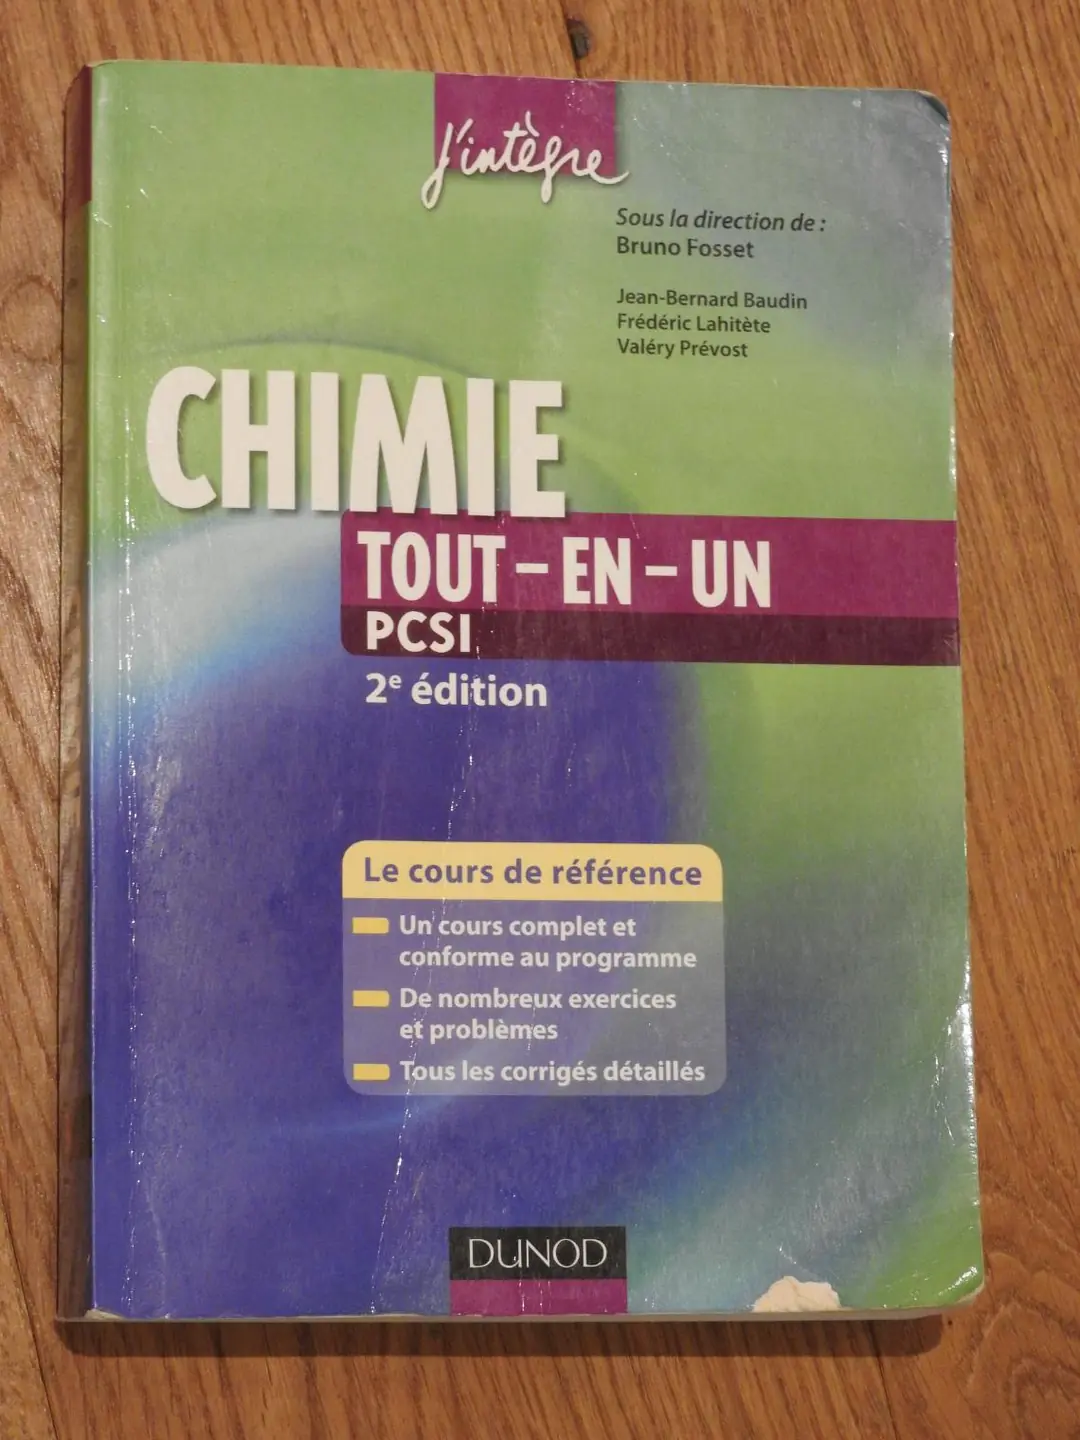 J'intègre
Sous la direction de :
Bruno Fosset
Jean-Bernard Baudin
Frédéric Lahitète
Valéry Prévost
CHIMIE
TOUT – EN – UN
PCSI
2e édition
Le cours de référence
Un cours complet et
conforme au programme
De nombreux exercices
et problèmes
Tous les corrigés détaillés
DUNOD